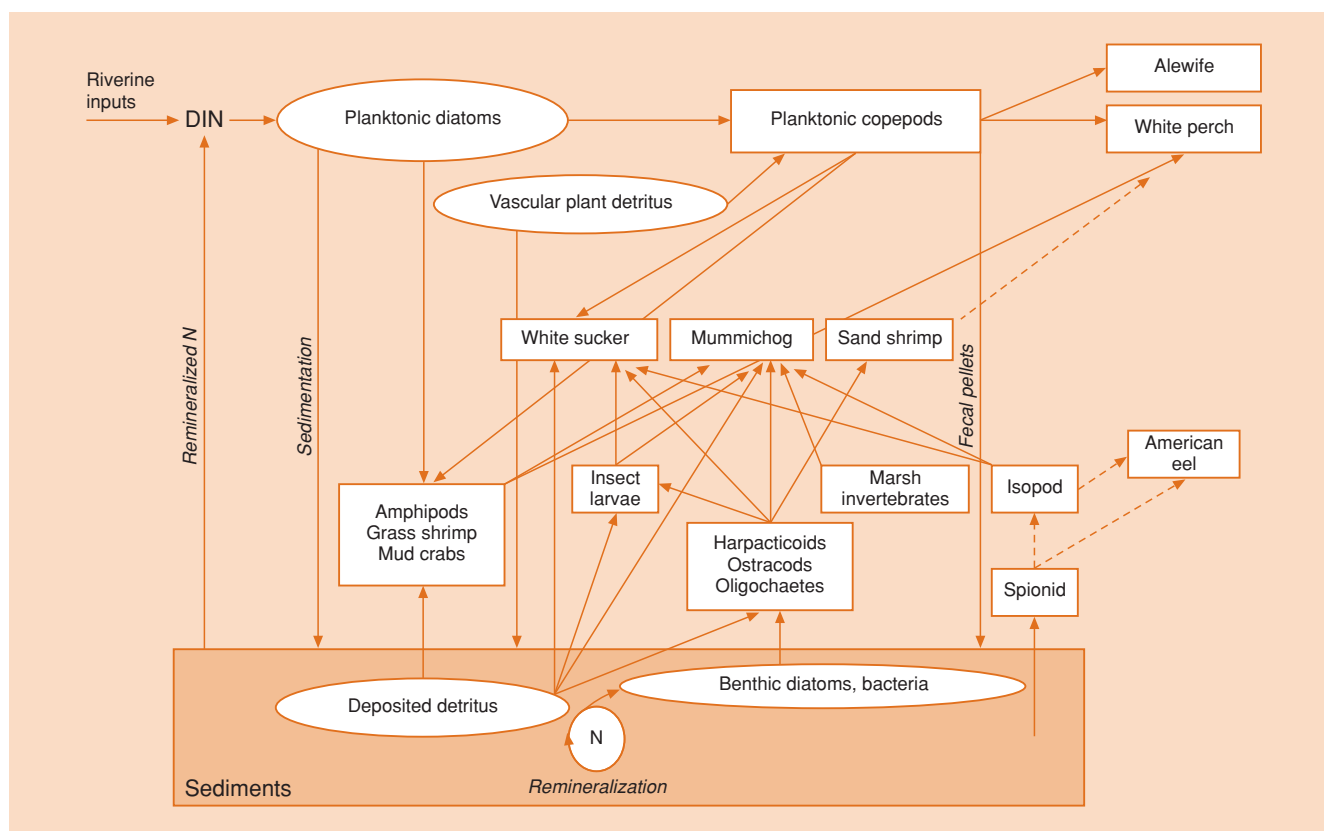 Riverine
inputs
DIN
Planktonic diatoms
Planktonic copepods
Alewife
White perch
Vascular plant detritus
Remineralized N
Sedimentation
White sucker
Mummichog
Sand shrimp
Fecal pellets
American
eel
Amphipods
Grass shrimp
Mud crabs
Insect
larvae
Marsh
invertebrates
Isopod
Harpacticoids
Ostracods
Oligochaetes
Spionid
Deposited detritus
Benthic diatoms, bacteria
N
Remineralization
Sediments